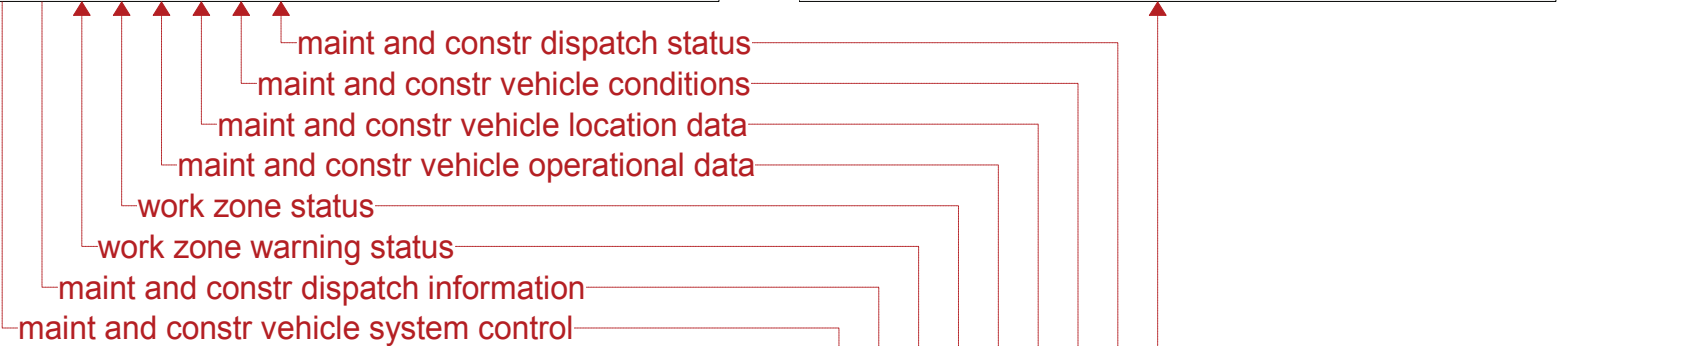 maint and constr dispatch status
maint and constr vehicle conditions
maint and constr vehicle location data
maint and constr vehicle operational data
work zone status
work zone warning status
maint and constr dispatch information
maint and constr vehicle system control